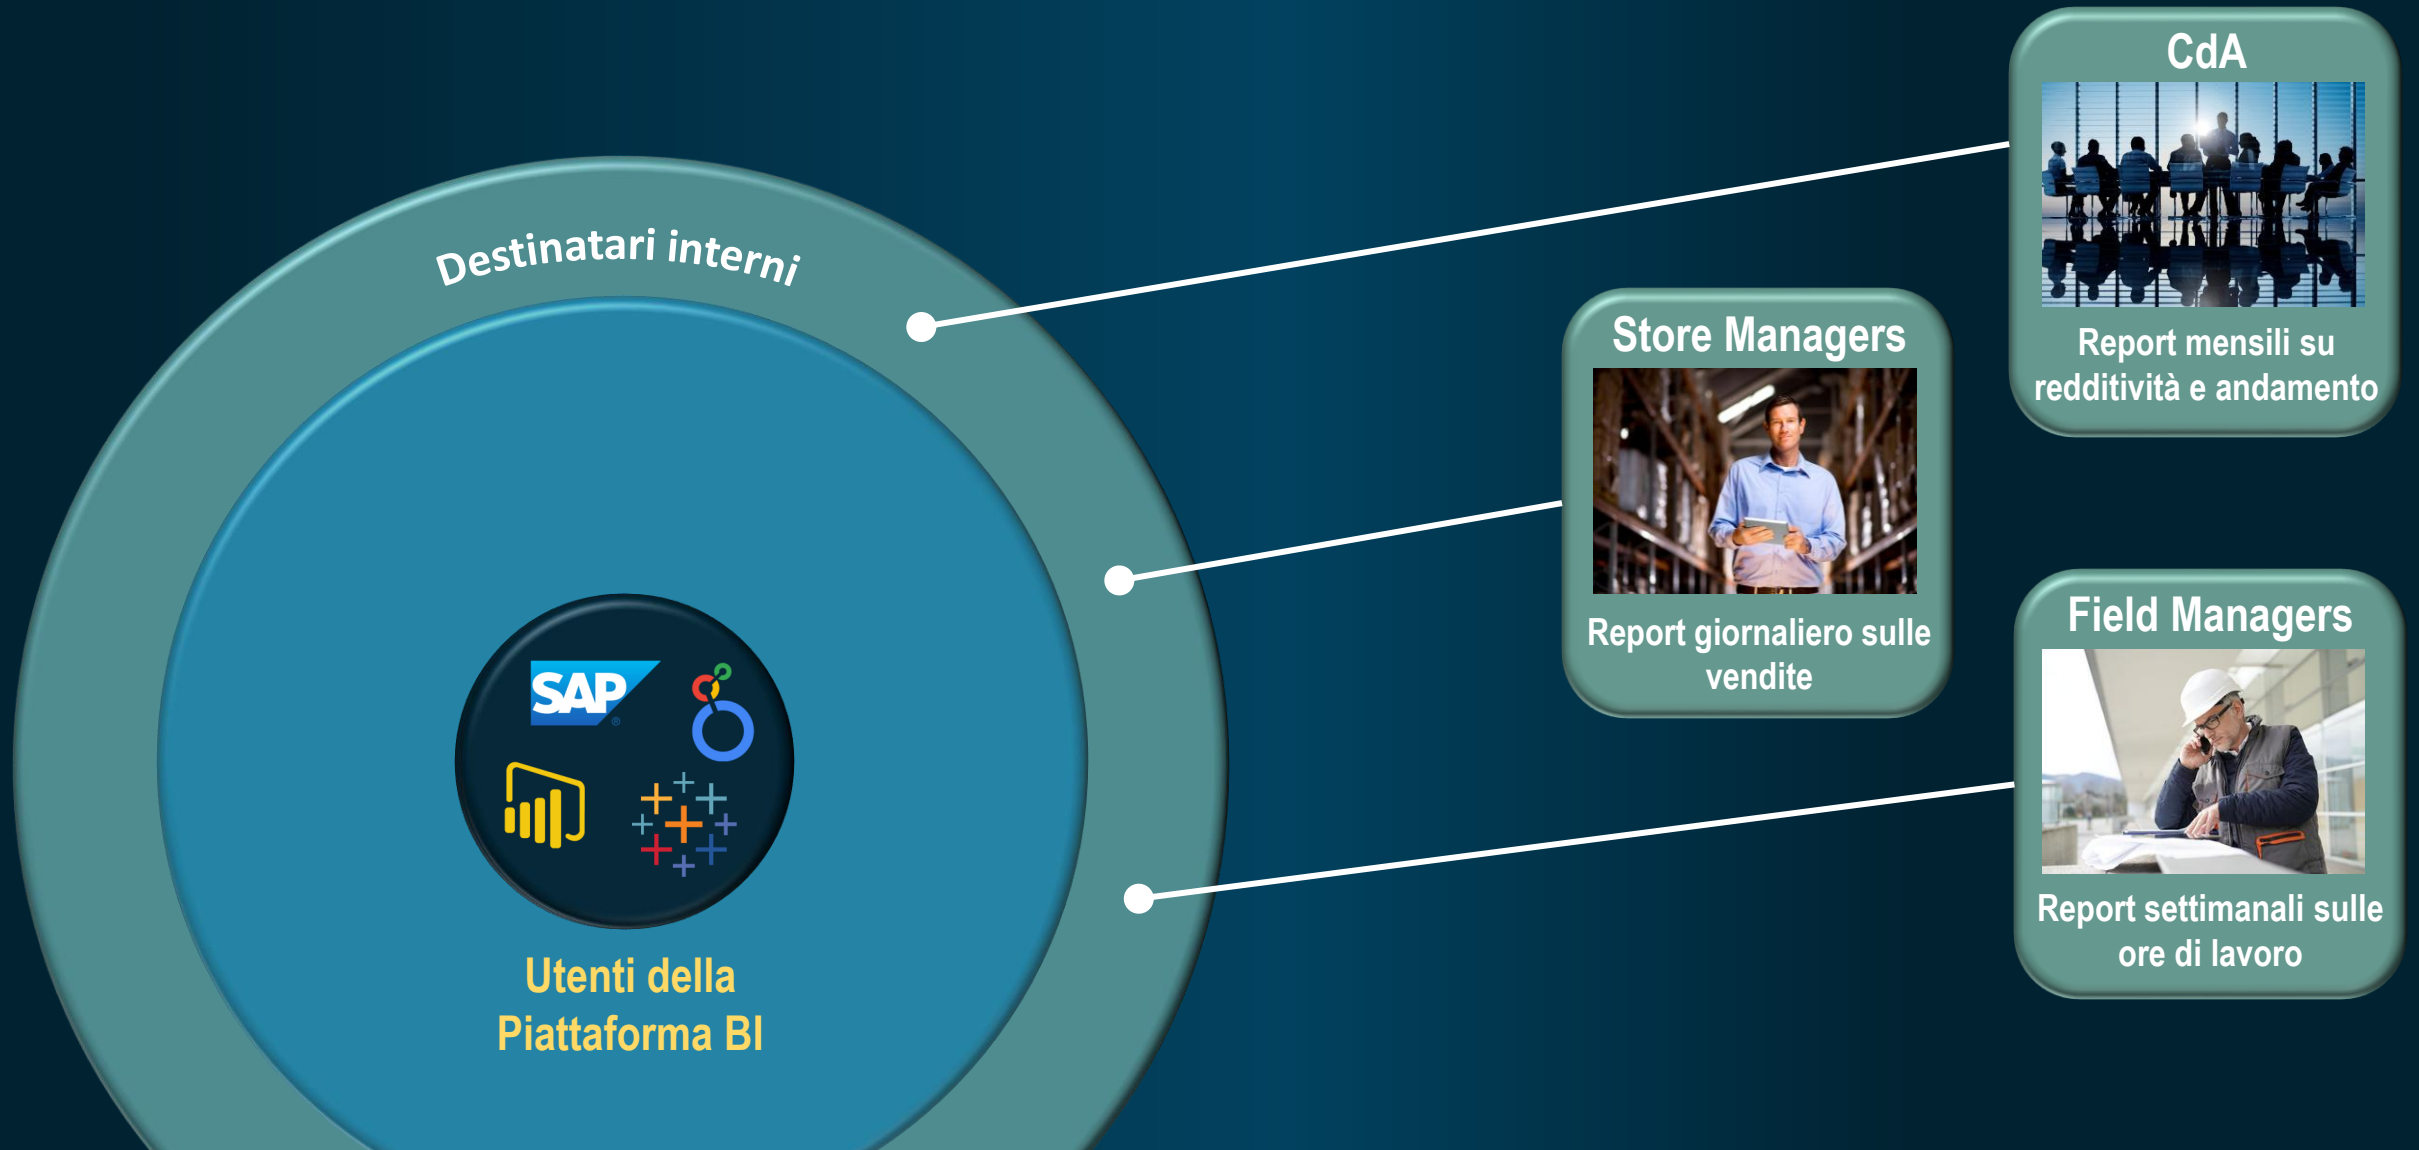 CdA
Report mensili su
redditività e andamento
Destinatari interni
Store Managers
Report giornaliero sulle
vendite
Field Managers
Report settimanali sulle
ore di lavoro
SAP
®
Utenti della
Piattaforma BI